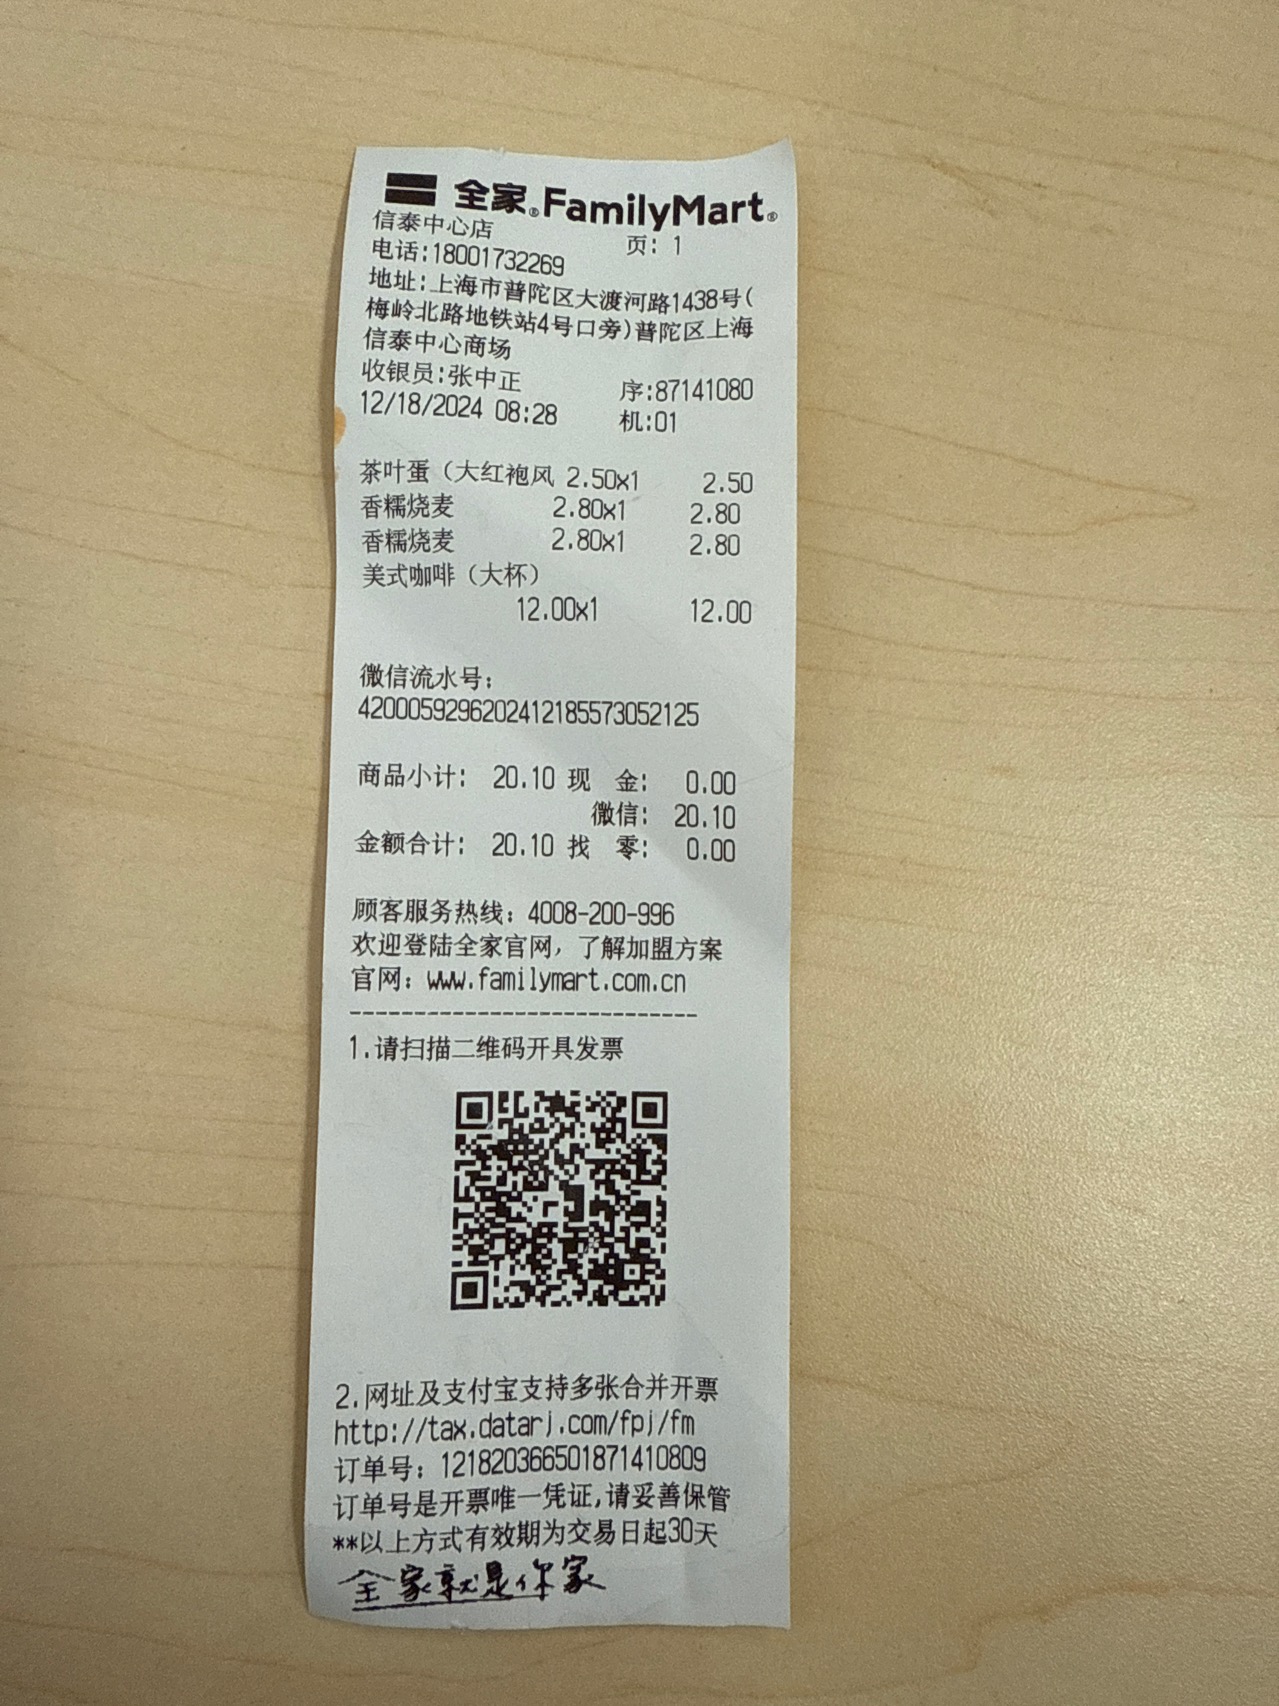 全家®FamilyMart®
信泰中心店
页: 1
电话:18001732269
地址:上海市普陀区大渡河路1438号(
梅岭北路地铁站4号口旁)普陀区上海
信泰中心商场
收银员:张中正 序:87141080
12/18/2024 08:28 机:01
茶叶蛋（大红袍风 2.50x1 2.50
香糯烧麦 2.80x1 2.80
香糯烧麦 2.80x1 2.80
美式咖啡（大杯）
12.00x1 12.00
微信流水号:
4200059296202412185573052125
商品小计: 20.10 现 金: 0.00
微信: 20.10
金额合计: 20.10 找 零: 0.00
顾客服务热线: 4008-200-996
欢迎登陆全家官网, 了解加盟方案
官网: www.familymart.com.cn
----------------------------
1.请扫描二维码开具发票
2.网址及支付宝支持多张合并开票
http://tax.datarj.com/fpj/fm
订单号: 121820366501871410809
订单号是开票唯一凭证,请妥善保管
**以上方式有效期为交易日起30天
全家就是你家